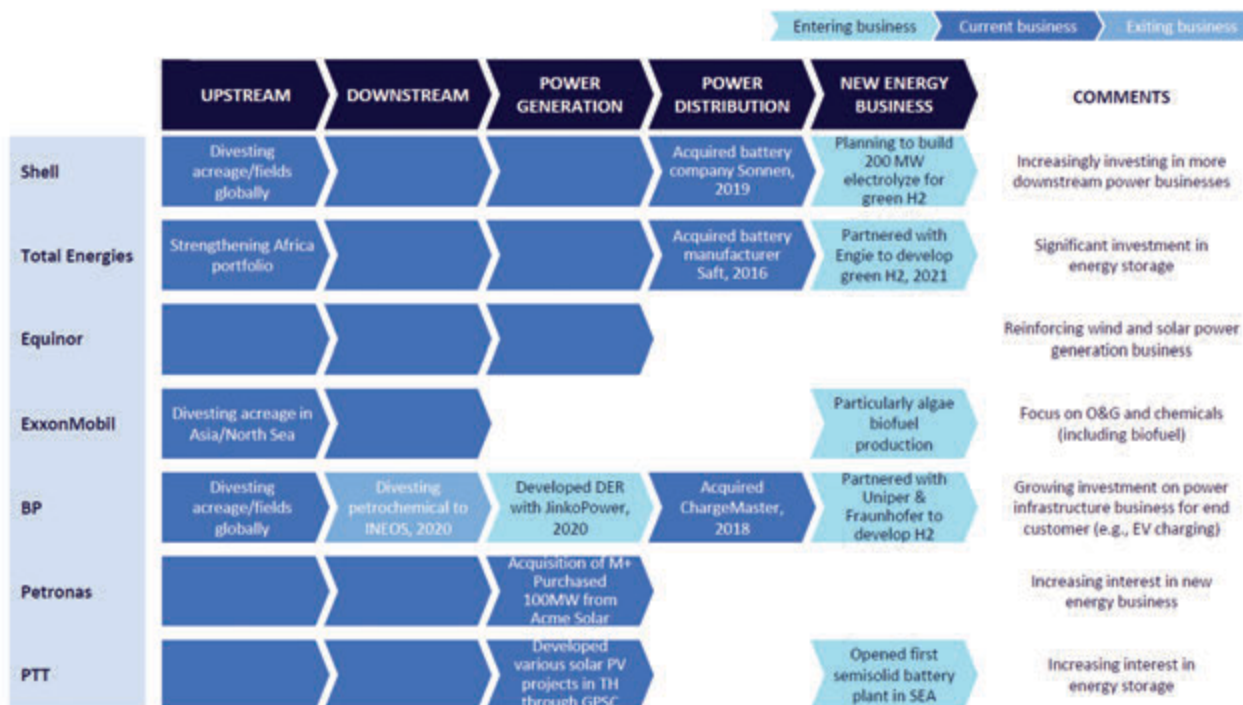 Entering business
Current business
Exiting business
UPSTREAM
DOWNSTREAM
POWER
GENERATION
POWER
DISTRIBUTION
NEW ENERGY
BUSINESS
COMMENTS
Shell
Divesting
acreage/fields
globally
Acquired battery
company Sonnen,
2019
Planning to build
200 MW
electrolyze for
green H2
Increasingly investing in more
downstream power businesses
Total Energies
Strengthening Africa
portfolio
Acquired battery
manufacturer
Saft, 2016
Partnered with
Engie to develop
green H2, 2021
Significant investment in
energy storage
Equinor
Reinforcing wind and solar power
generation business
ExxonMobil
Divesting acreage in
Asia/North Sea
Particularly algae
biofuel
production
Focus on O&G and chemicals
(including biofuel)
BP
Divesting
acreage/fields
globally
Divesting
petrochemical to
INEOS, 2020
Developed DER
with JinkoPower,
2020
Acquired
ChargeMaster,
2018
Partnered with
Uniper &
Fraunhofer to
develop H2
Growing investment on power
infrastructure business for end
customer (e.g., EV charging)
Petronas
Acquisition of M+
Purchased
100MW from
Acme Solar
Increasing interest in new
energy business
PTT
Developed
various solar PV
projects in TH
through GPSC
Opened first
semisolid battery
plant in SEA
Increasing interest in
energy storage